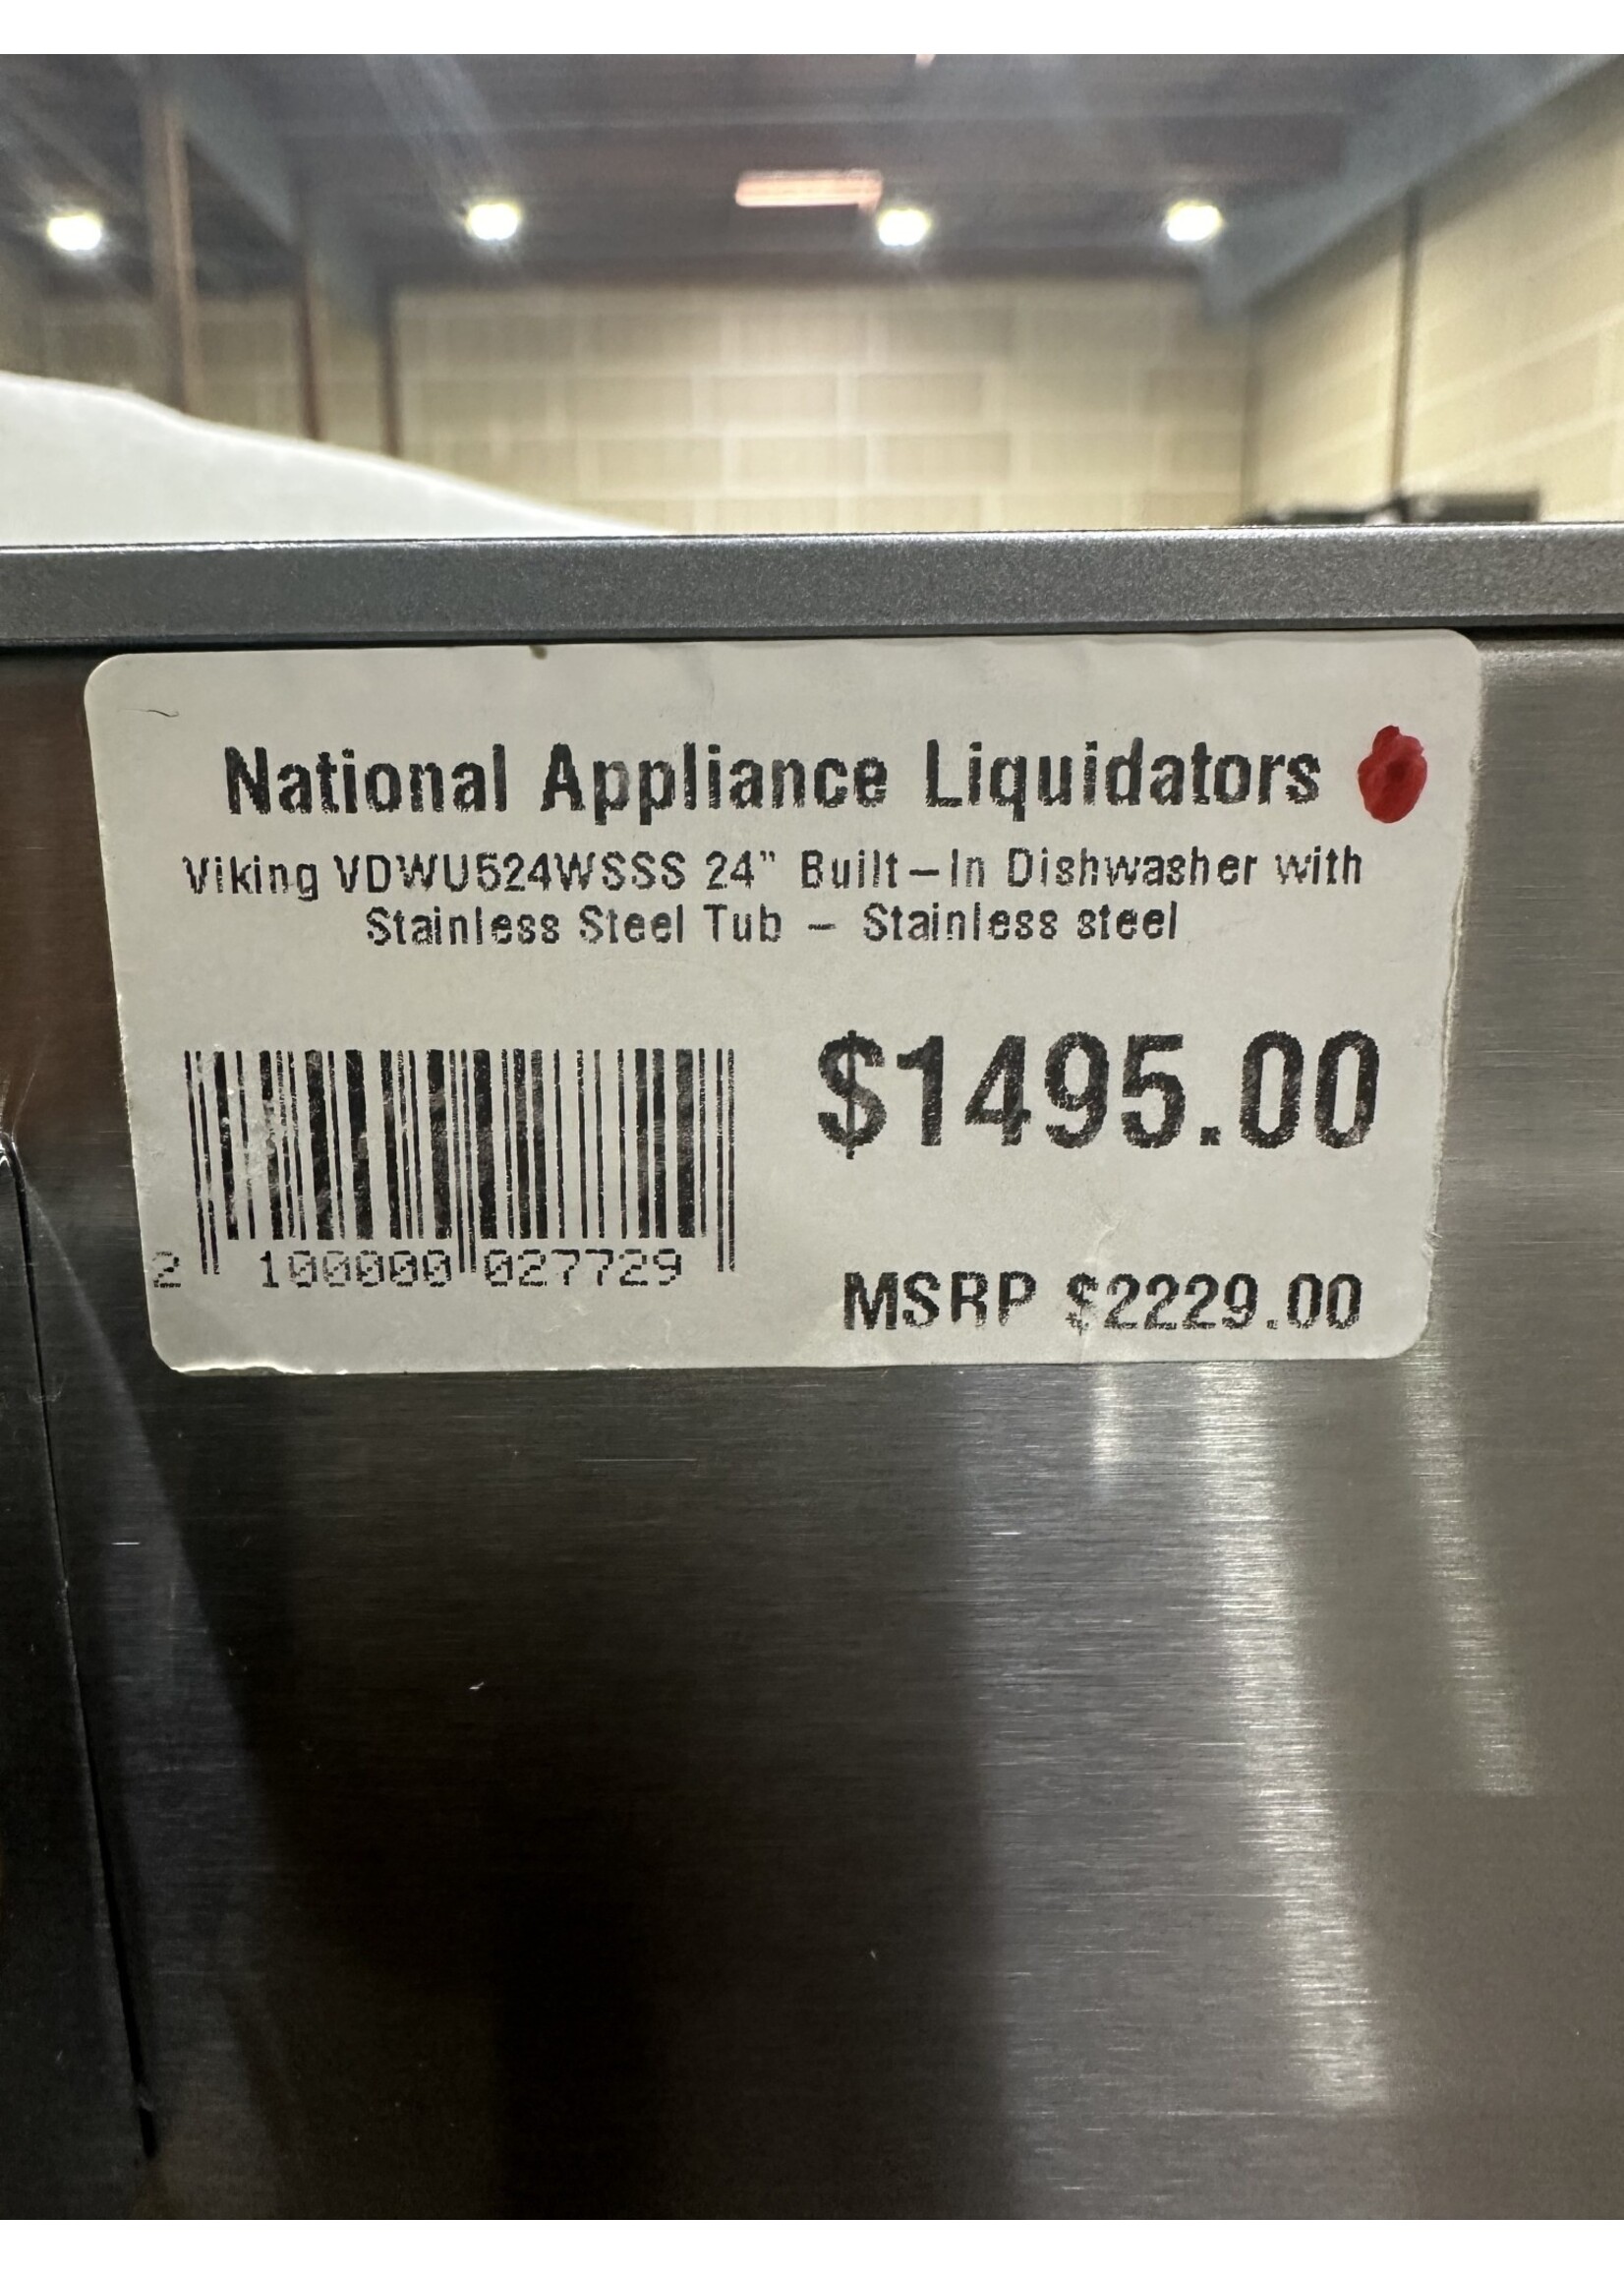 National Appliance Liquidators
Viking VDWU524WSSS 24" Built-In Dishwasher with
Stainless Steel Tub - Stainless steel
$1495.00
2 100000 027729
MSRP $2229.00